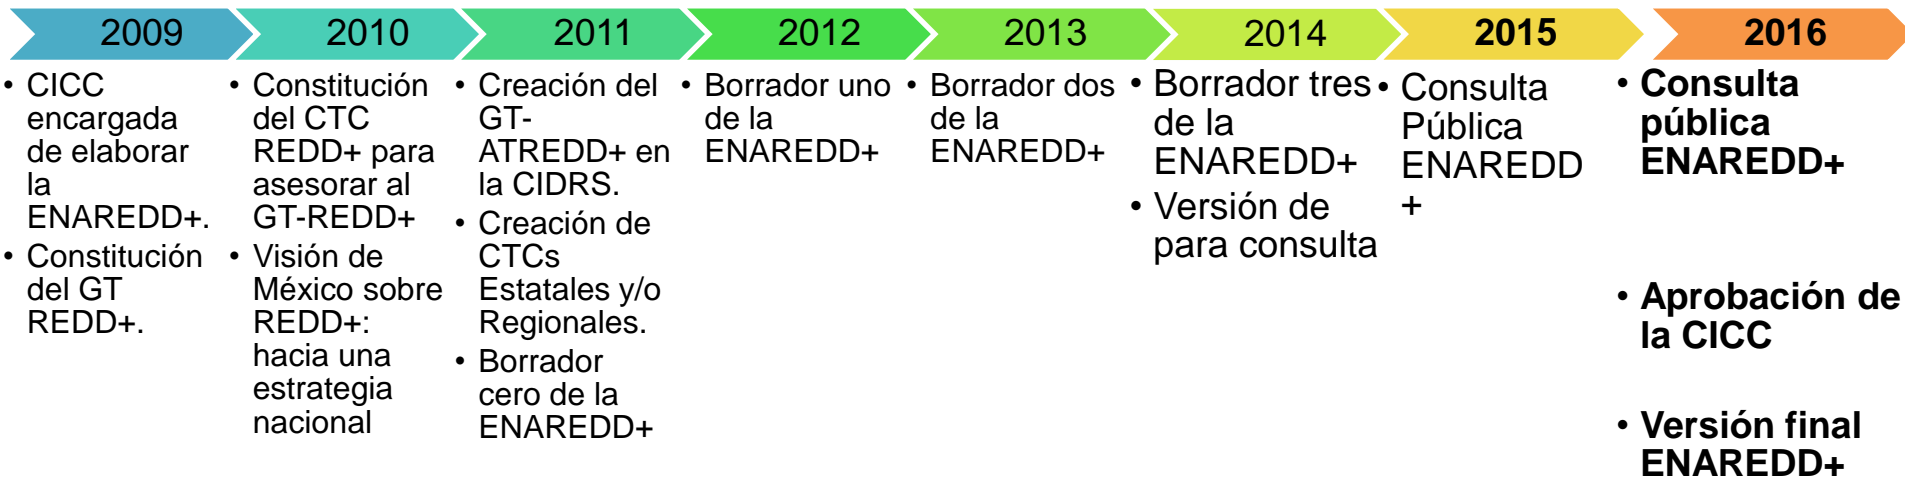 2009
2010
2011
2012
2013
2014
2015
2016
• CICC
encargada
de elaborar
la
ENAREDD+.
• Constitución
del GT
REDD+.
• Constitución
del CTC
REDD+ para
asesorar al
GT-REDD+
• Visión de
México sobre
REDD+:
hacia una
estrategia
nacional
• Creación del
GT-
ATREDD+ en
la CIDRS.
• Creación de
CTCs
Estatales y/o
Regionales.
• Borrador
cero de la
ENAREDD+
• Borrador uno
de la
ENAREDD+
• Borrador dos
de la
ENAREDD+
• Borrador tres
de la
ENAREDD+
• Versión de
para consulta
• Consulta
Pública
ENAREDD
+
• Consulta
pública
ENAREDD+
• Aprobación de
la CICC
• Versión final
ENAREDD+